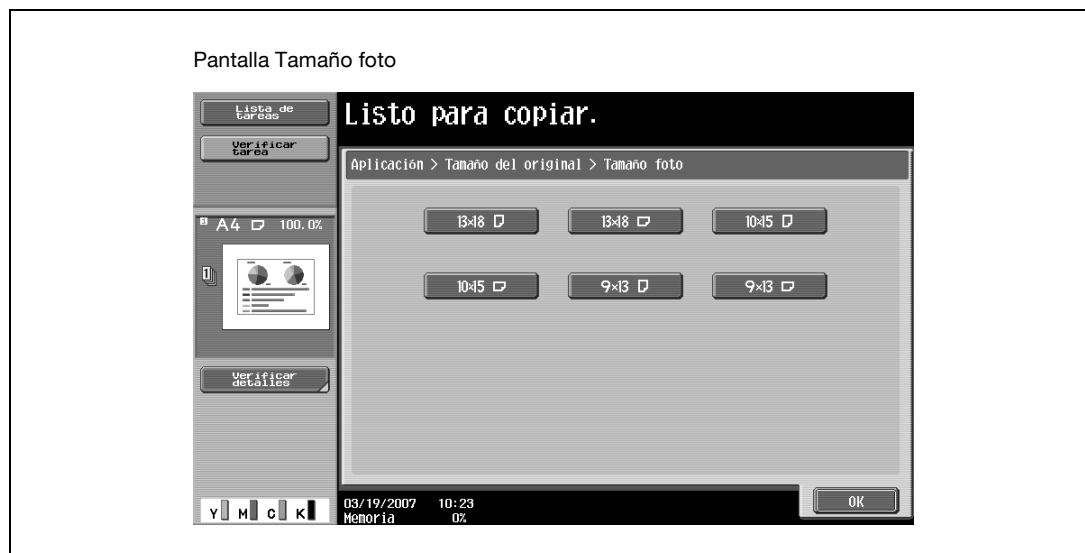 Pantalla Tamaño foto
Lista de
tareas
Listo para copiar.
Verificar
tarea
Aplicación > Tamaño del original > Tamaño foto
A4 100.0%
13×18
13×18
10×15
1
10×15
9×13
9×13
Verificar
detalles
Y M C K
03/19/2007 10:23
Memoria 0%
OK